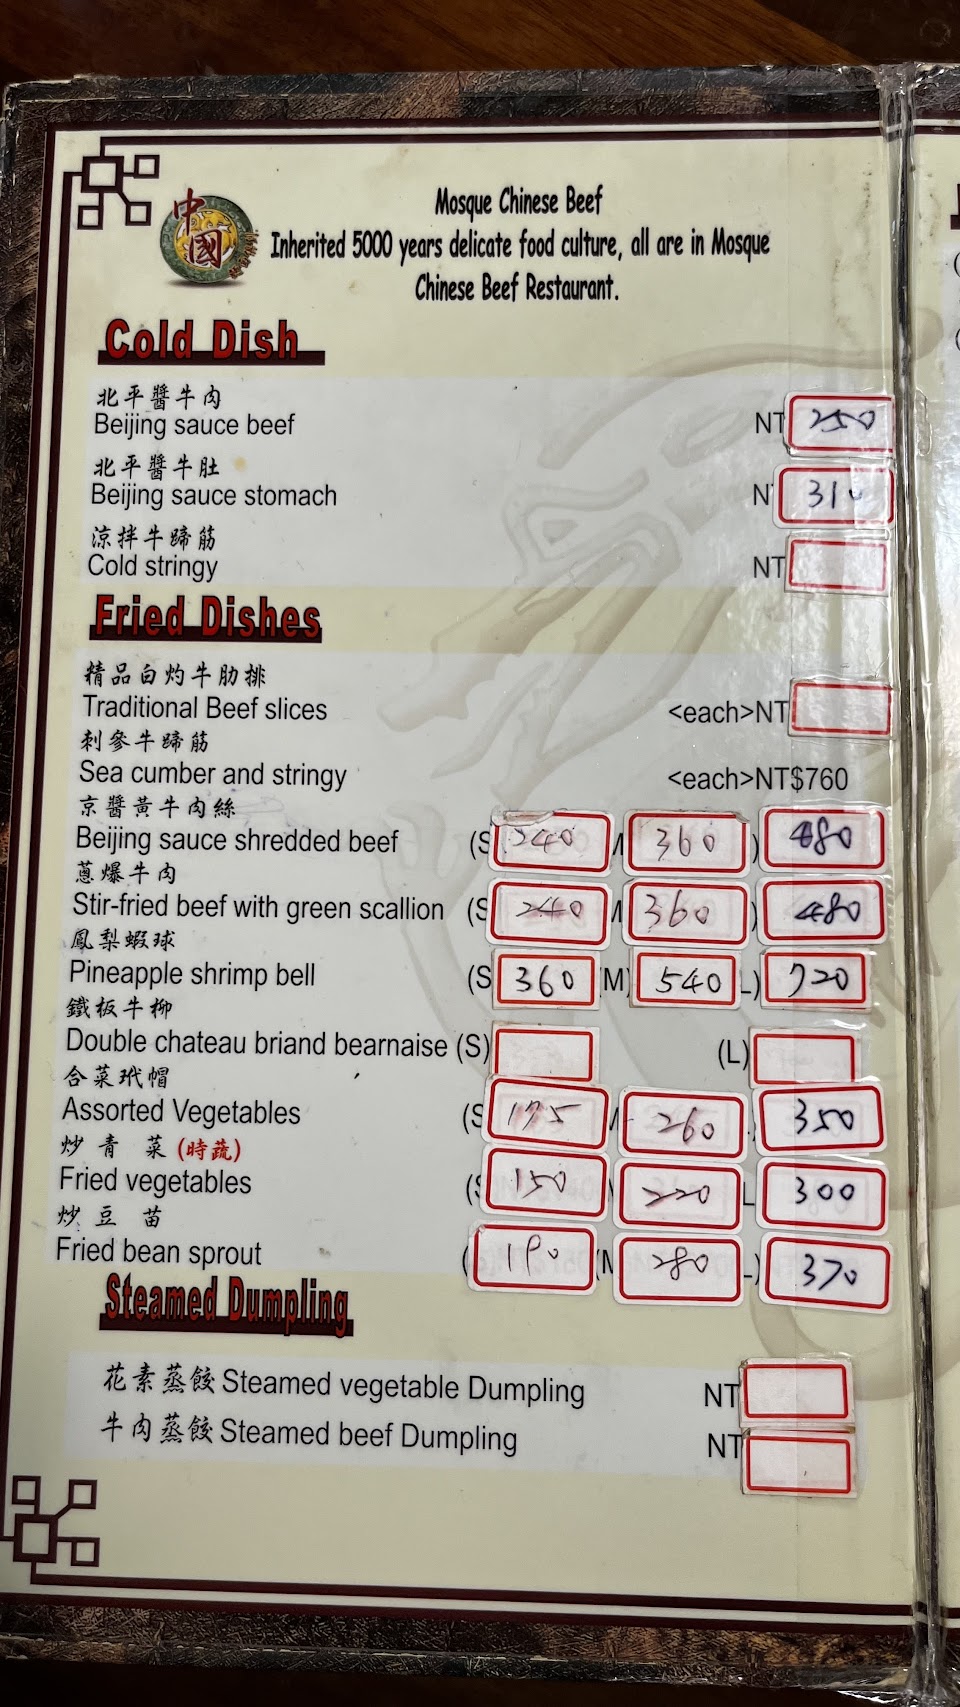 中國
Mosque Chinese Beef
Inherited 5000 years delicate food culture, all are in Mosque
Chinese Beef Restaurant.
Cold Dish
北平醬牛肉
Beijing sauce beef NT 250
北平醬牛肚
Beijing sauce stomach N 310
涼拌牛蹄筋
Cold stringy NT
Fried Dishes
精品白灼牛肋排
Traditional Beef slices <each>NT
刺參牛蹄筋
Sea cumber and stringy <each>NT$760
京醬黃牛肉絲
Beijing sauce shredded beef (S 240 M 360 ) 480
蔥爆牛肉
Stir-fried beef with green scallion (S 240 M 360 ) 480
鳳梨蝦球
Pineapple shrimp bell (S 360 (M) 540 L) 720
鐵板牛柳
Double chateau briand bearnaise (S) (L)
合菜玳帽
Assorted Vegetables (S 175 M 260 350
炒青菜(時蔬)
Fried vegetables (S 150 220 L 300
炒豆苗
Fried bean sprout ( 190 (M 280 L) 370
Steamed Dumpling
花素蒸餃 Steamed vegetable Dumpling NT
牛肉蒸餃 Steamed beef Dumpling NT